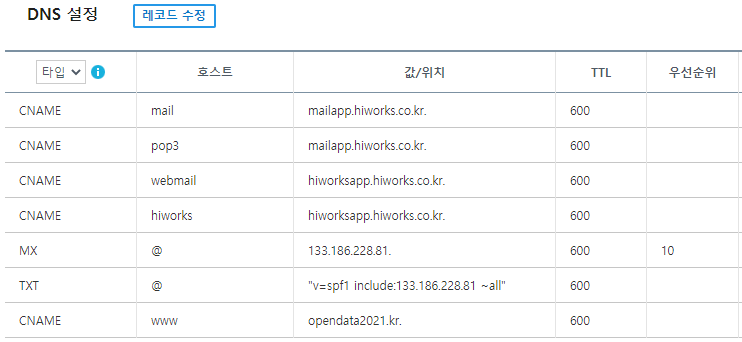 DNS 설정 레코드 수정
타입 호스트 값/위치 TTL 우선순위
CNAME mail mailapp.hiworks.co.kr. 600
CNAME pop3 mailapp.hiworks.co.kr. 600
CNAME webmail hiworksapp.hiworks.co.kr. 600
CNAME hiworks hiworksapp.hiworks.co.kr. 600
MX @ 133.186.228.81. 600 10
TXT @ "v=spf1 include:133.186.228.81 ~all" 600
CNAME www opendata2021.kr. 600